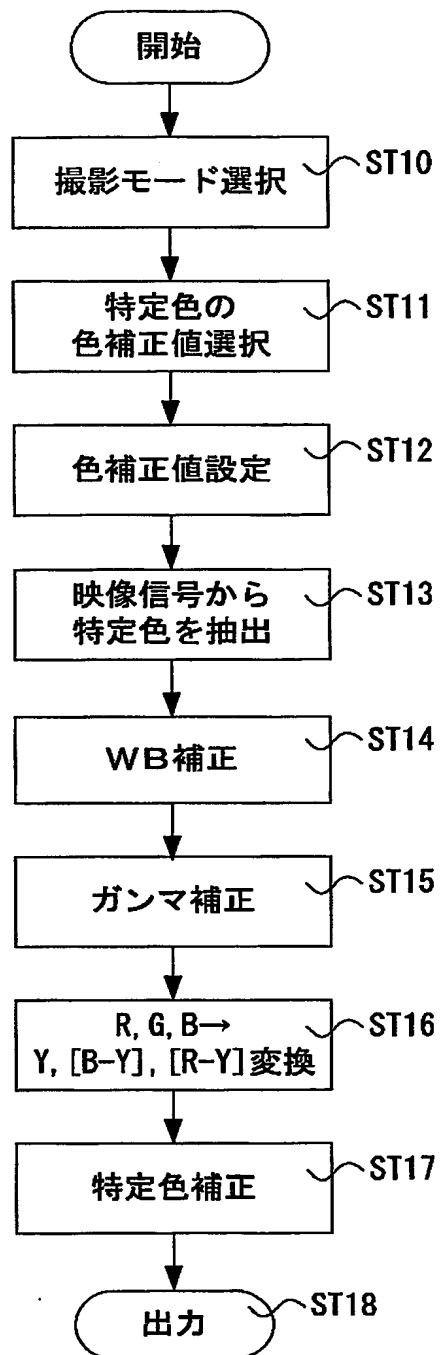 開始
撮影モード選択
ST10
特定色の
色補正値選択
ST11
色補正値設定
ST12
映像信号から
特定色を抽出
ST13
WB補正
ST14
ガンマ補正
ST15
R, G, B→
Y, [B-Y], [R-Y]変換
ST16
特定色補正
ST17
出力
ST18